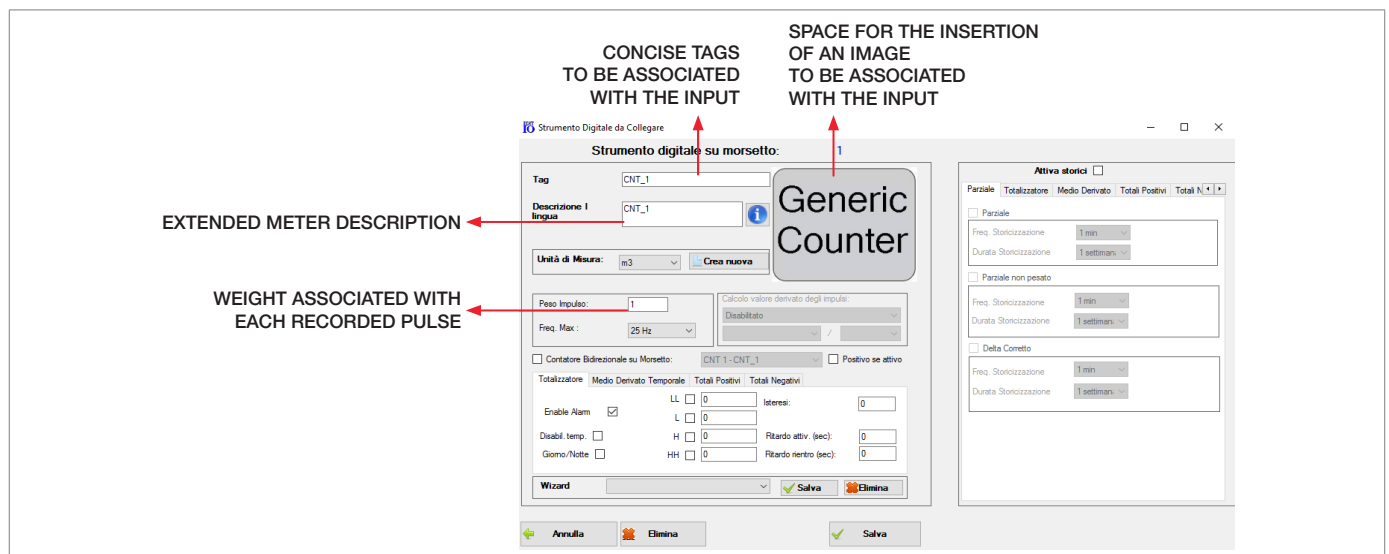 CONCISE TAGS
TO BE ASSOCIATED
WITH THE INPUT
SPACE FOR THE INSERTION
OF AN IMAGE
TO BE ASSOCIATED
WITH THE INPUT
EXTENDED METER DESCRIPTION
WEIGHT ASSOCIATED WITH
EACH RECORDED PULSE
Strumento Digitale da Collegare
Strumento digitale su morsetto: 1
Tag CNT_1
Descrizione I
lingua CNT_1
Generic
Counter
Unità di Misura: m3 Crea nuova
Peso Impulso: 1
Freq. Max : 25 Hz
Calcolo valore derivato degli impulsi:
Disabilitato
/
Contatore Bidirezionale su Morsetto: CNT 1 - CNT_1 Positivo se attivo
Totalizzatore Medio Derivato Temporale Totali Positivi Totali Negativi
Enable Alarm
Disabil. temp.
Giorno/Notte
LL 0
L 0
H 0
HH 0
Isteresi: 0
Ritardo attiv. (sec): 0
Ritardo rientro (sec): 0
Wizard Salva Elimina
Annulla Elimina Salva
Attiva storici
Parziale Totalizzatore Medio Derivato Totali Positivi Totali N
Parziale
Freq. Storicizzazione 1 min
Durata Storicizzazione 1 settiman
Parziale non pesato
Freq. Storicizzazione 1 min
Durata Storicizzazione 1 settiman
Delta Corretto
Freq. Storicizzazione 1 min
Durata Storicizzazione 1 settiman